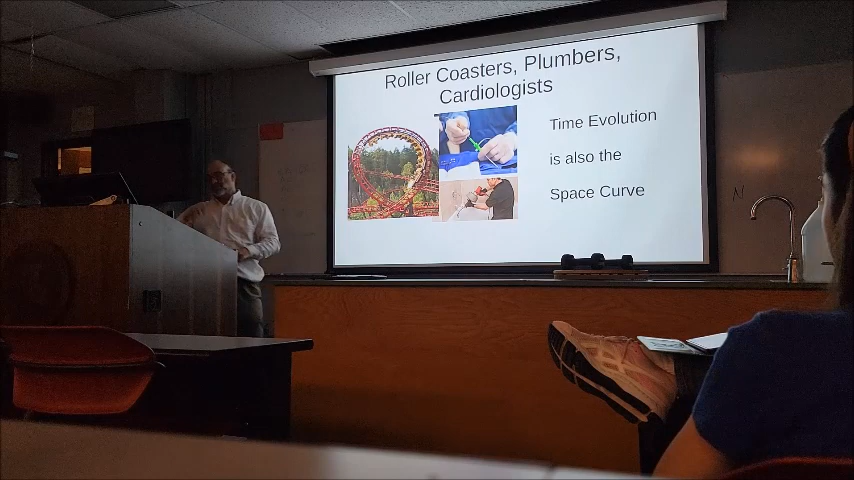 Roller Coasters, Plumbers,
Cardiologists
Time Evolution
is also the
Space Curve
N